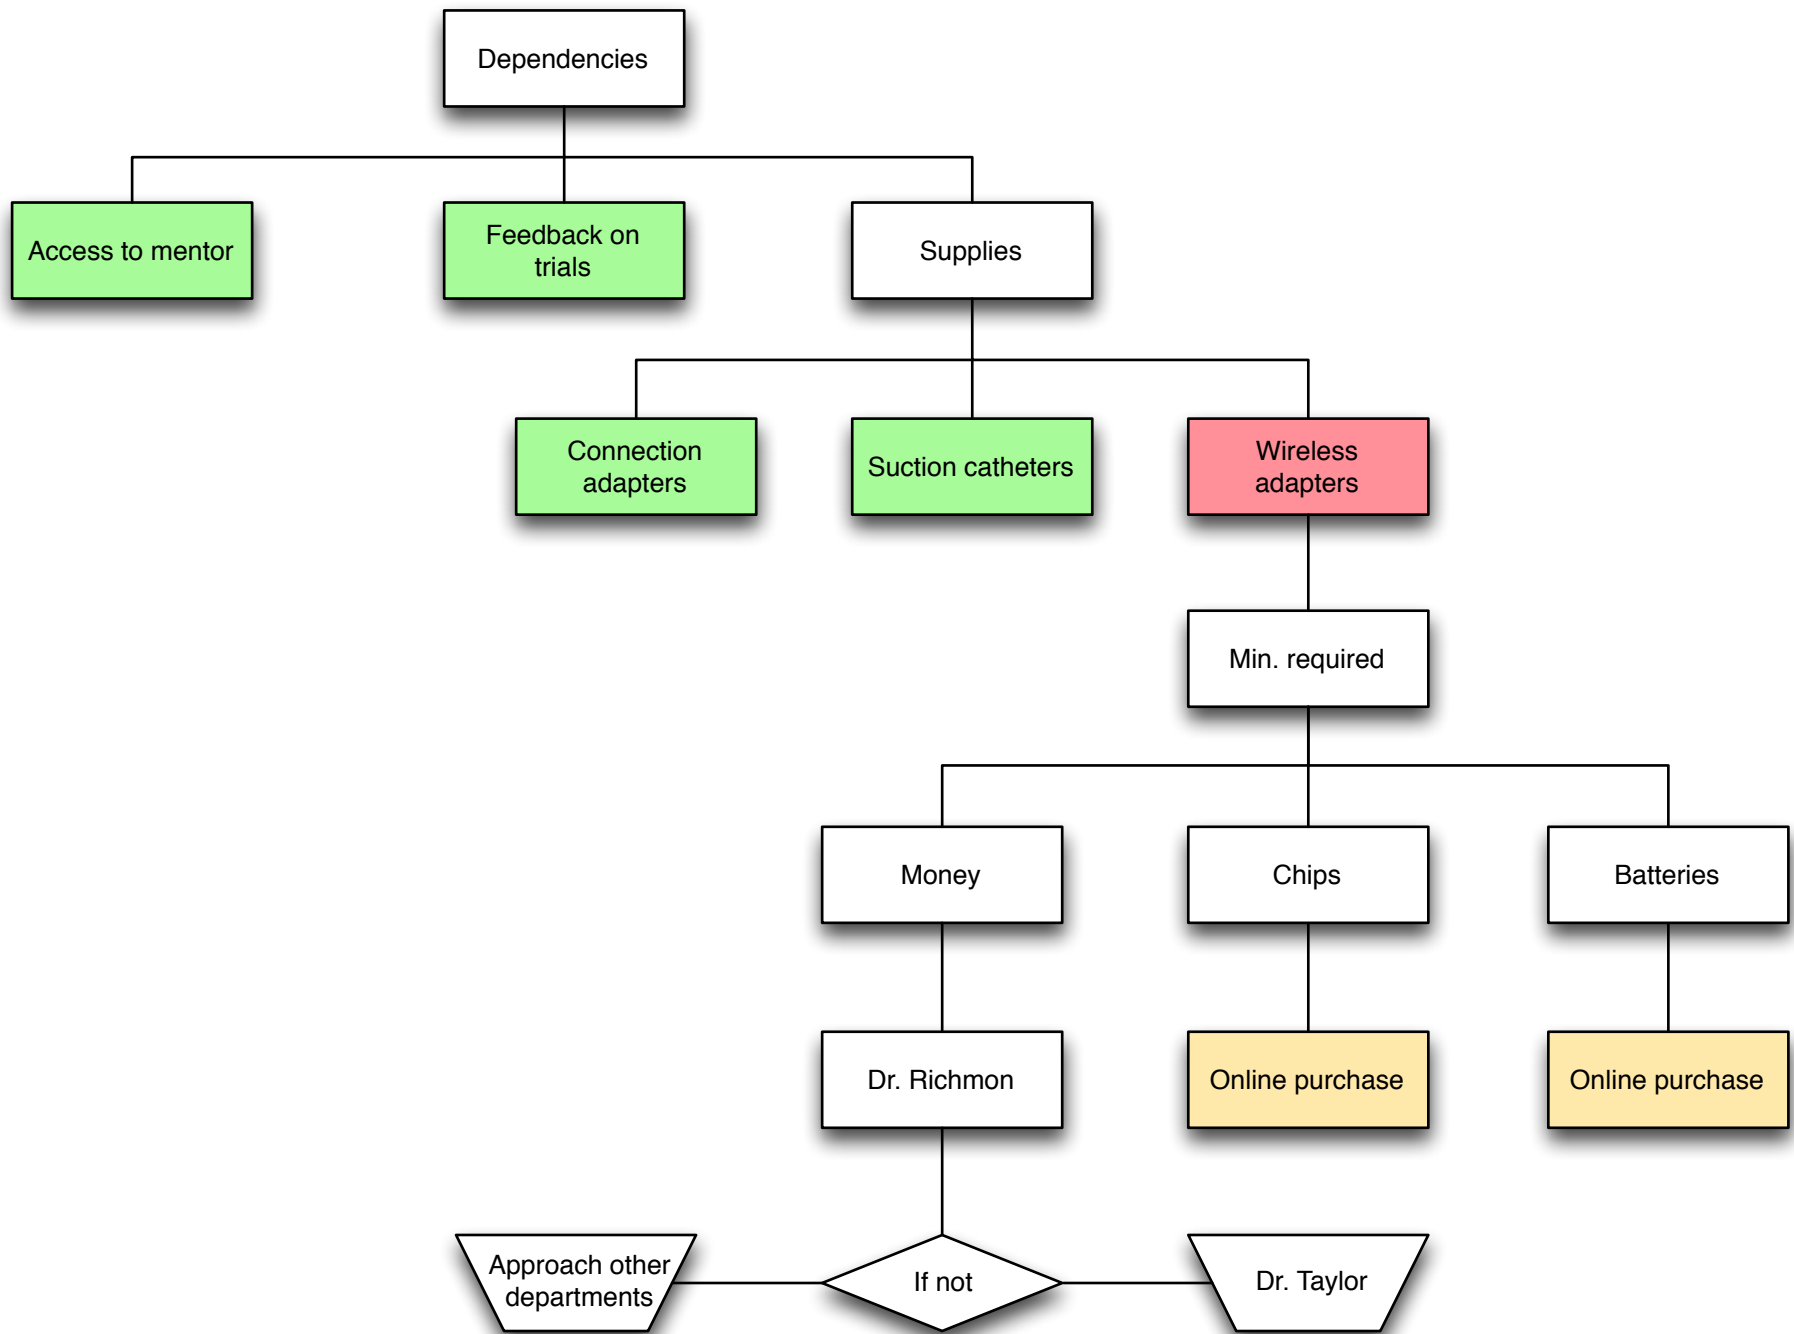 Dependencies
Access to mentor
Feedback on
trials
Supplies
Connection
adapters
Suction catheters
Wireless
adapters
Min. required
Money
Chips
Batteries
Dr. Richmon
Online purchase
Online purchase
Approach other
departments
If not
Dr. Taylor